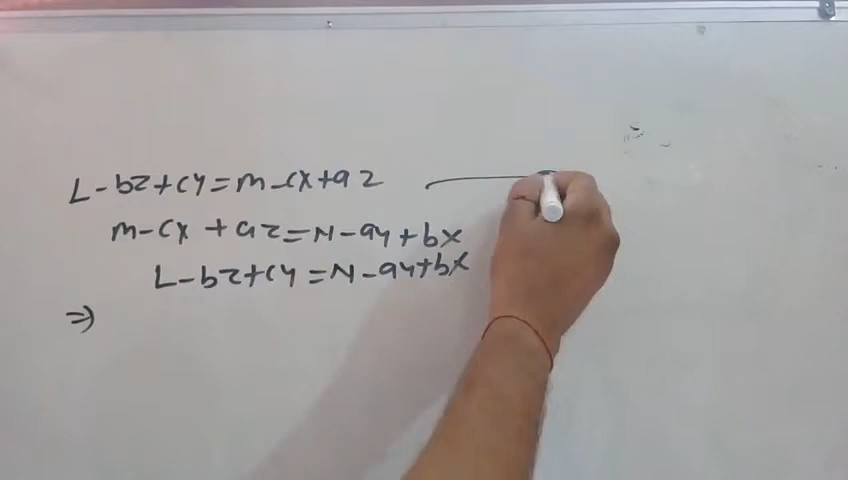 L - bz + cy = m - cx + az
m - cx + az = N - ay + bx
L - bz + cy = N - ay + bx
⇒